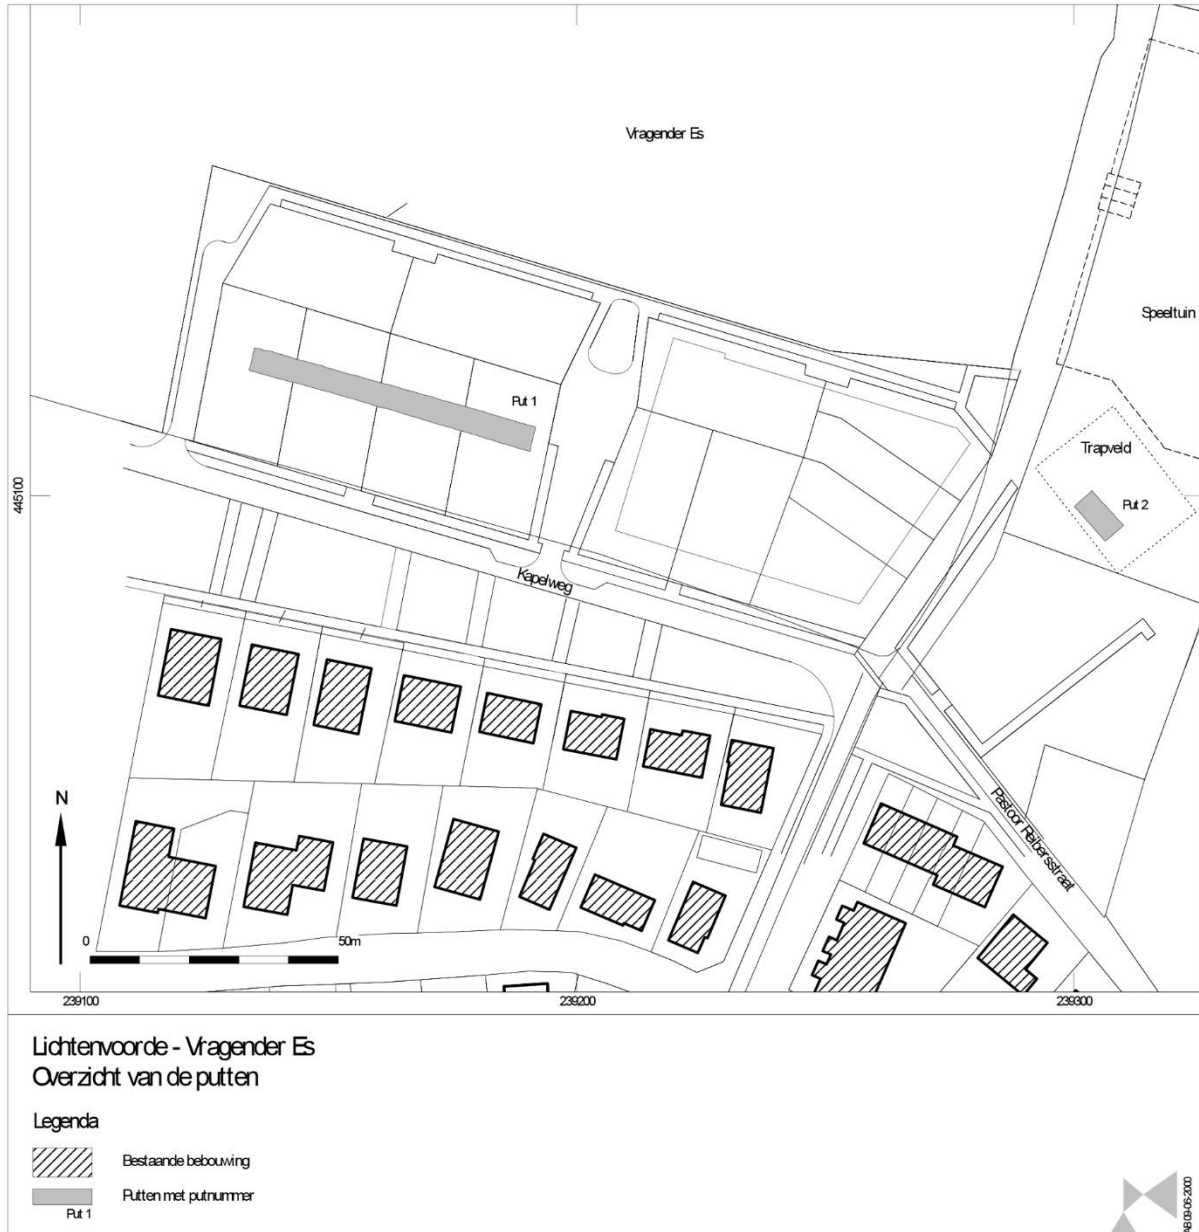 Vragender Es
Speeltuin
Put 1
Trapveld
Put 2
445100
Kapelweg
Pastoor Reibersstraat
N
0 50m
239100 239200 239300
Lichtenvoorde - Vragender Es
Overzicht van de putten
Legenda
Bestaande bebouwing
Putten met putnummer
Put 1